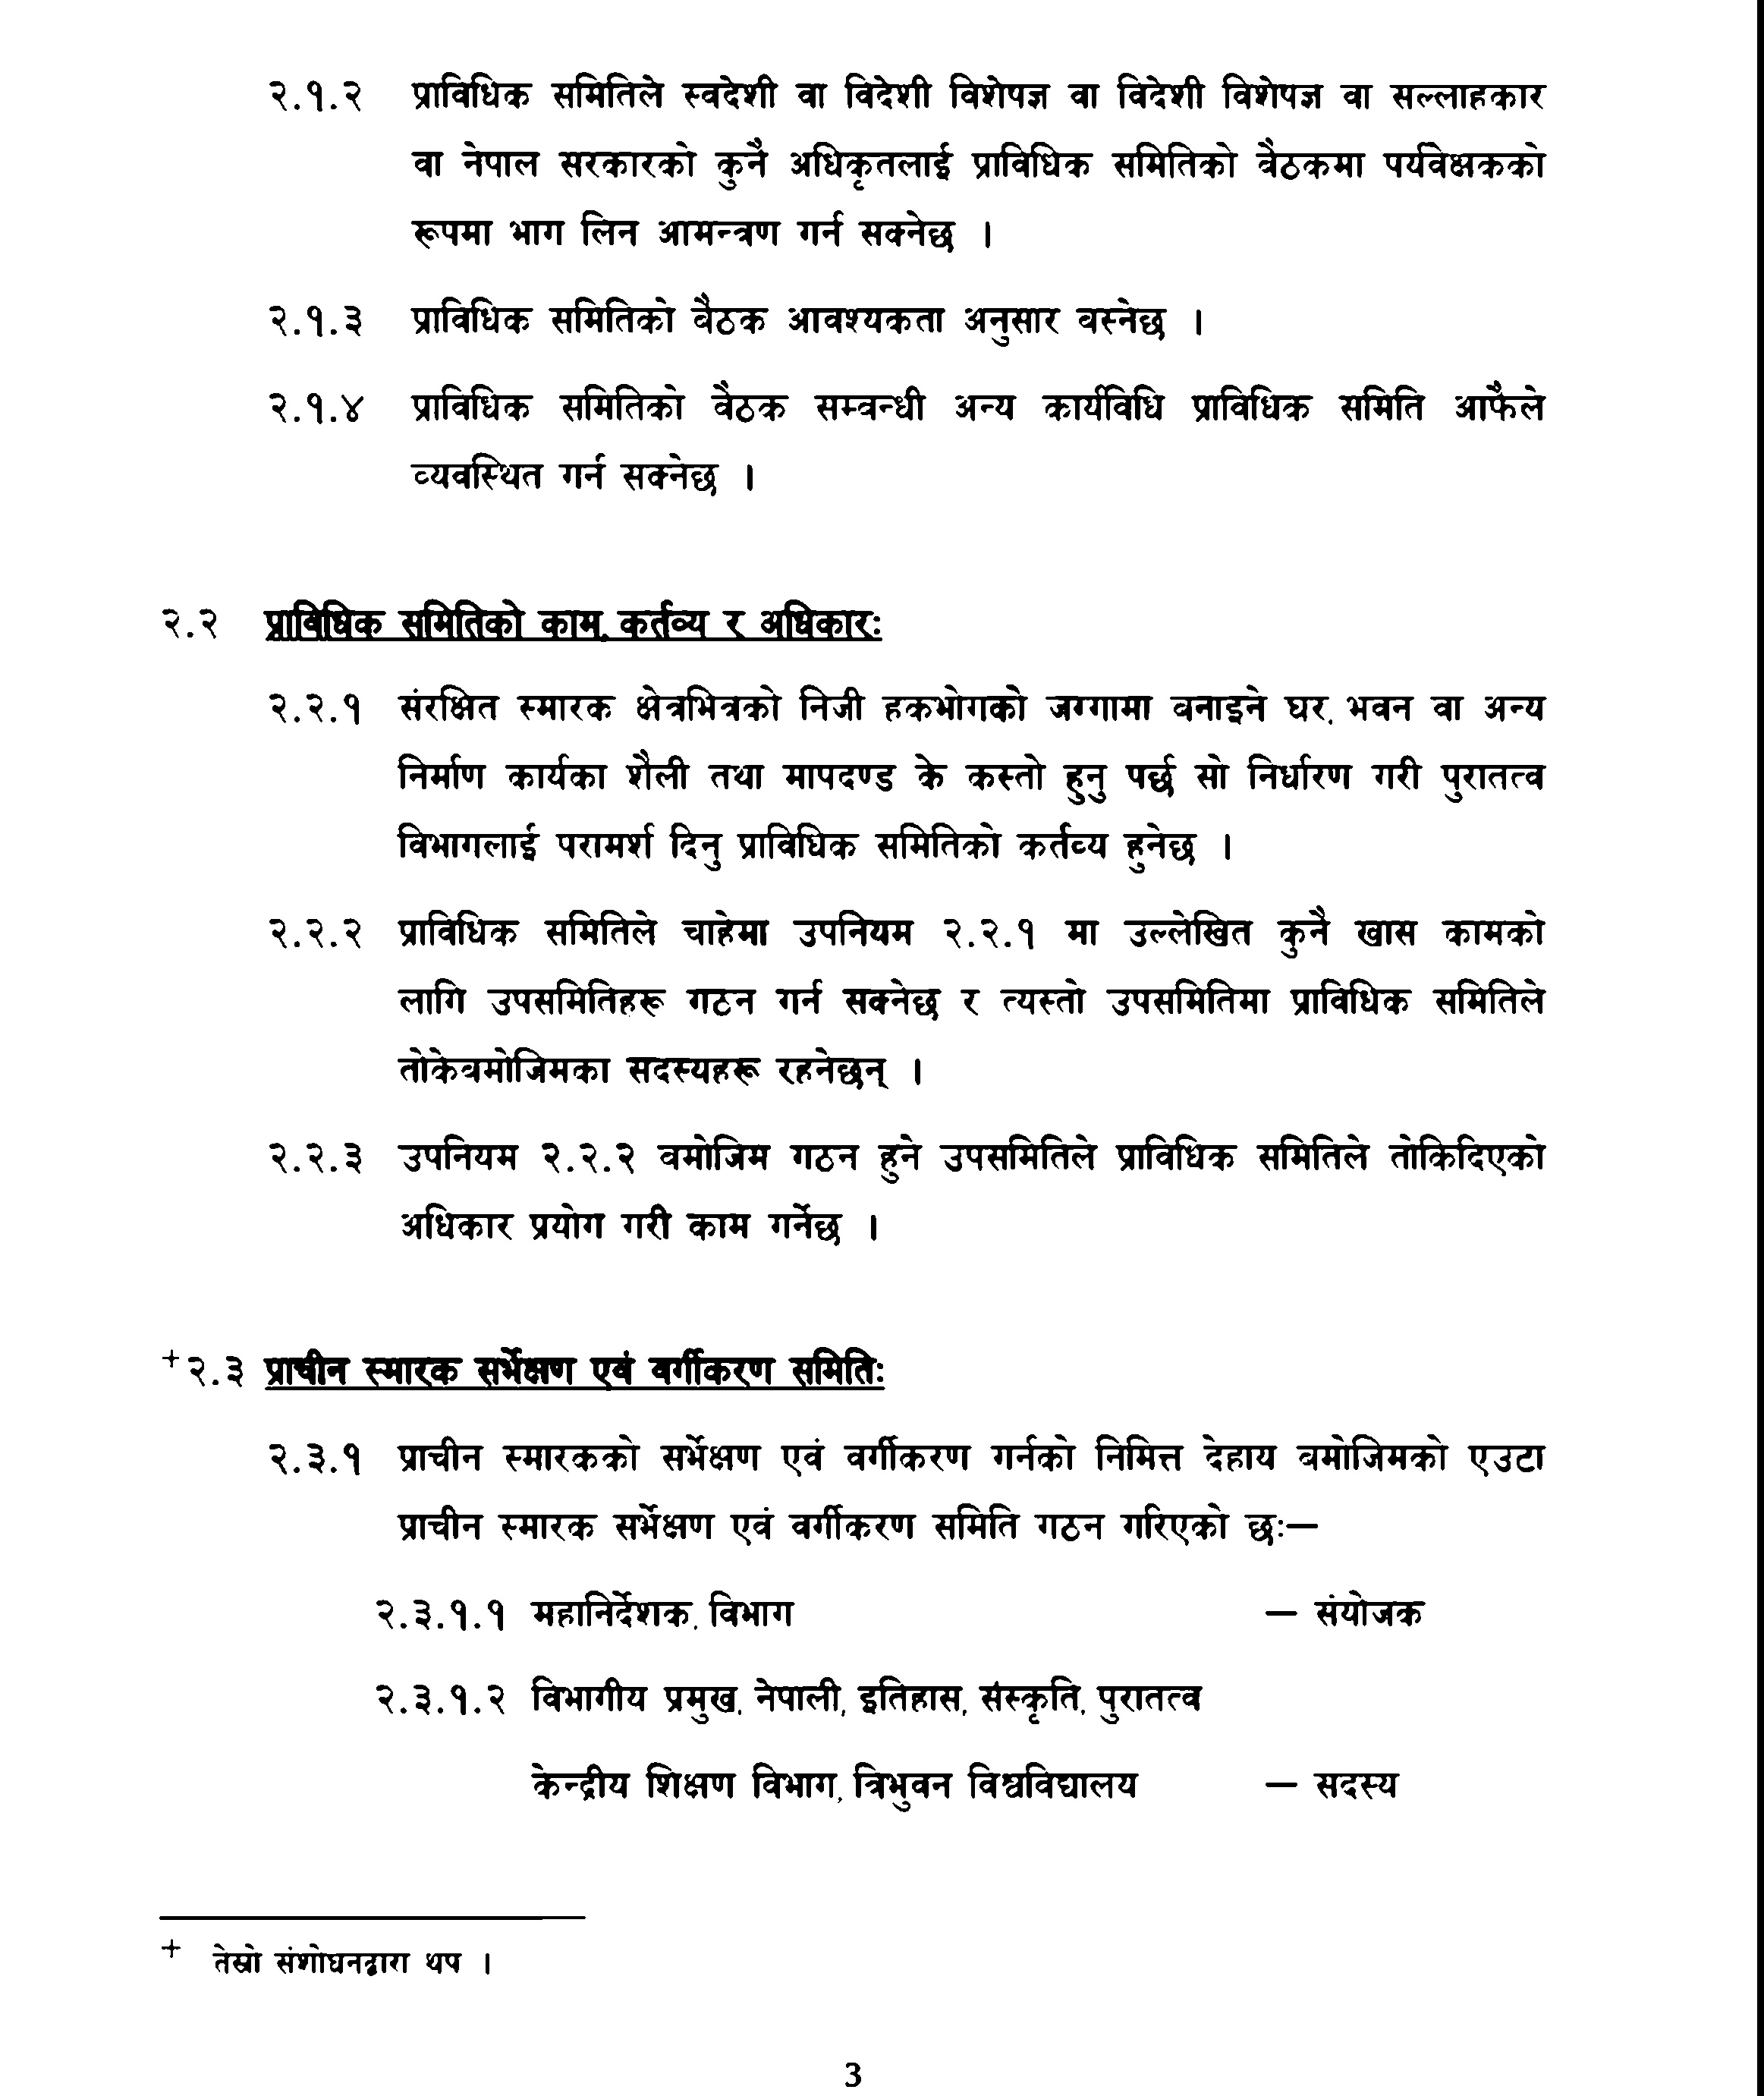 २.१.२ प्राविधिक समितिले स्वदेशी वा विदेशी विशेषज्ञ वा विदेशी विशेषज्ञ वा सल्लाहकार
वा नेपाल सरकारको कुनै अधिकृतलाई प्राविधिक समितिको बैठकमा पर्यवेक्षकको
रूपमा भाग लिन आमन्त्रण गर्न सक्नेछ ।
२.१.३ प्राविधिक समितिको बैठक आवश्यकता अनुसार बस्नेछ ।
२.१.४ प्राविधिक समितिको बैठक सम्बन्धी अन्य कार्यविधि प्राविधिक समिति आफैले
व्यवस्थित गर्न सक्नेछ ।
२.२ प्राविधिक समितिको काम, कर्तव्य र अधिकारः
२.२.१ संरक्षित स्मारक क्षेत्रभित्रको निजी हकभोगको जग्गामा बनाइने घर, भवन वा अन्य
निर्माण कार्यका शैली तथा मापदण्ड के कस्तो हुनु पर्छ सो निर्धारण गरी पुरातत्व
विभागलाई परामर्श दिनु प्राविधिक समितिको कर्तव्य हुनेछ ।
२.२.२ प्राविधिक समितिले चाहेमा उपनियम २.२.१ मा उल्लेखित कुनै खास कामको
लागि उपसमितिहरू गठन गर्न सक्नेछ र त्यस्तो उपसमितिमा प्राविधिक समितिले
तोकेबमोजिमका सदस्यहरू रहनेछन् ।
२.२.३ उपनियम २.२.२ बमोजिम गठन हुने उपसमितिले प्राविधिक समितिले तोकिदिएको
अधिकार प्रयोग गरी काम गर्नेछ ।
+२.३ प्राचीन स्मारक सर्भेक्षण एवं वर्गीकरण समितिः
२.३.१ प्राचीन स्मारकको सर्भेक्षण एवं वर्गीकरण गर्नको निमित्त देहाय बमोजिमको एउटा
प्राचीन स्मारक सर्भेक्षण एवं वर्गीकरण समिति गठन गरिएको छः—
२.३.१.१ महानिर्देशक, विभाग — संयोजक
२.३.१.२ विभागीय प्रमुख, नेपाली, इतिहास, संस्कृति, पुरातत्व
केन्द्रीय शिक्षण विभाग, त्रिभुवन विश्वविद्यालय — सदस्य
+ तेस्रो संशोधनद्वारा थप ।
3